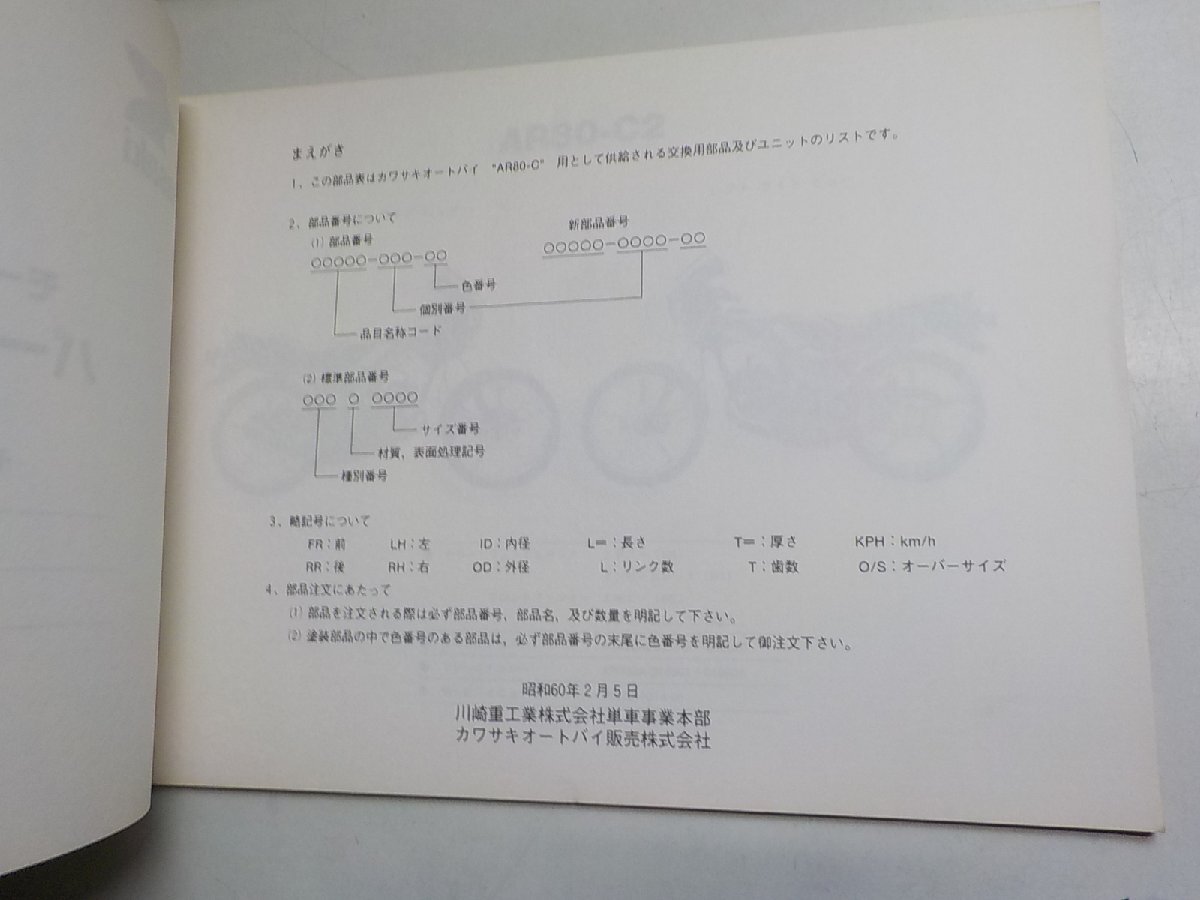 まえがき
1、この部品表はカワサキオートバイ "AR80-C" 用として供給される交換用部品及びユニットのリストです。
2、部品番号について
(1) 部品番号
新部品番号
○○○○○-○○○-○○
○○○○○-○○○○-○○
色番号
個別番号
品目名称コード
(2) 標準部品番号
○○○ ○ ○○○○
サイズ番号
材質、表面処理記号
種別番号
3、略記号について
FR:前 LH:左 ID:内径 L=:長さ T=:厚さ KPH:km/h
RR:後 RH:右 OD:外径 L:リンク数 T:歯数 O/S:オーバーサイズ
4、部品注文にあたって
(1) 部品を注文される際は必ず部品番号、部品名、及び数量を明記して下さい。
(2) 塗装部品の中で色番号のある部品は、必ず部品番号の末尾に色番号を明記して御注文下さい。
昭和60年2月5日
川崎重工業株式会社単車事業本部
カワサキオートバイ販売株式会社
AR80-C2